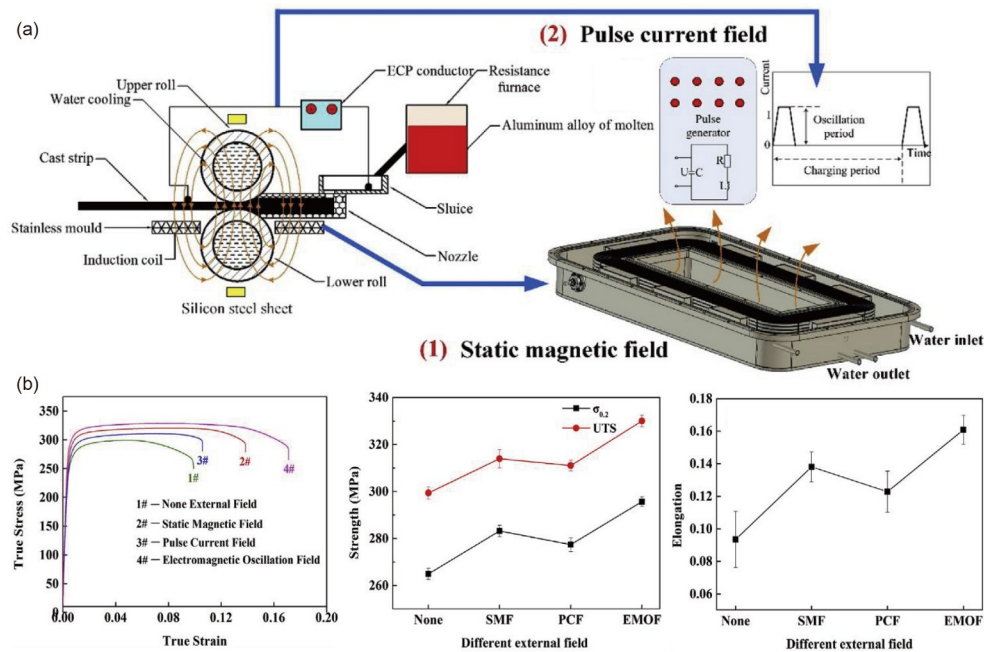 (a)
(2) Pulse current field
Upper roll
Water cooling
Cast strip
Stainless mould
Induction coil
Silicon steel sheet
ECP conductor
Resistance
furnace
Aluminum alloy of molten
Sluice
Nozzle
Lower roll
Pulse
generator
U
C
R
L
Current
1
0
Oscillation
period
Time
Charging period
(1) Static magnetic field
Water inlet
Water outlet
(b)
True Stress (MPa)
350
300
250
200
150
100
50
0
0.00 0.04 0.08 0.12 0.16 0.20
True Strain
1#
3#
2#
4#
1# — None External Field
2# — Static Magnetic Field
3# — Pulse Current Field
4# — Electromagnetic Oscillation Field
Strength (MPa)
340
320
300
280
260
σ0.2
UTS
None SMF PCF EMOF
Different external field
Elongation
0.18
0.16
0.14
0.12
0.10
0.08
0.06
None SMF PCF EMOF
Different external field